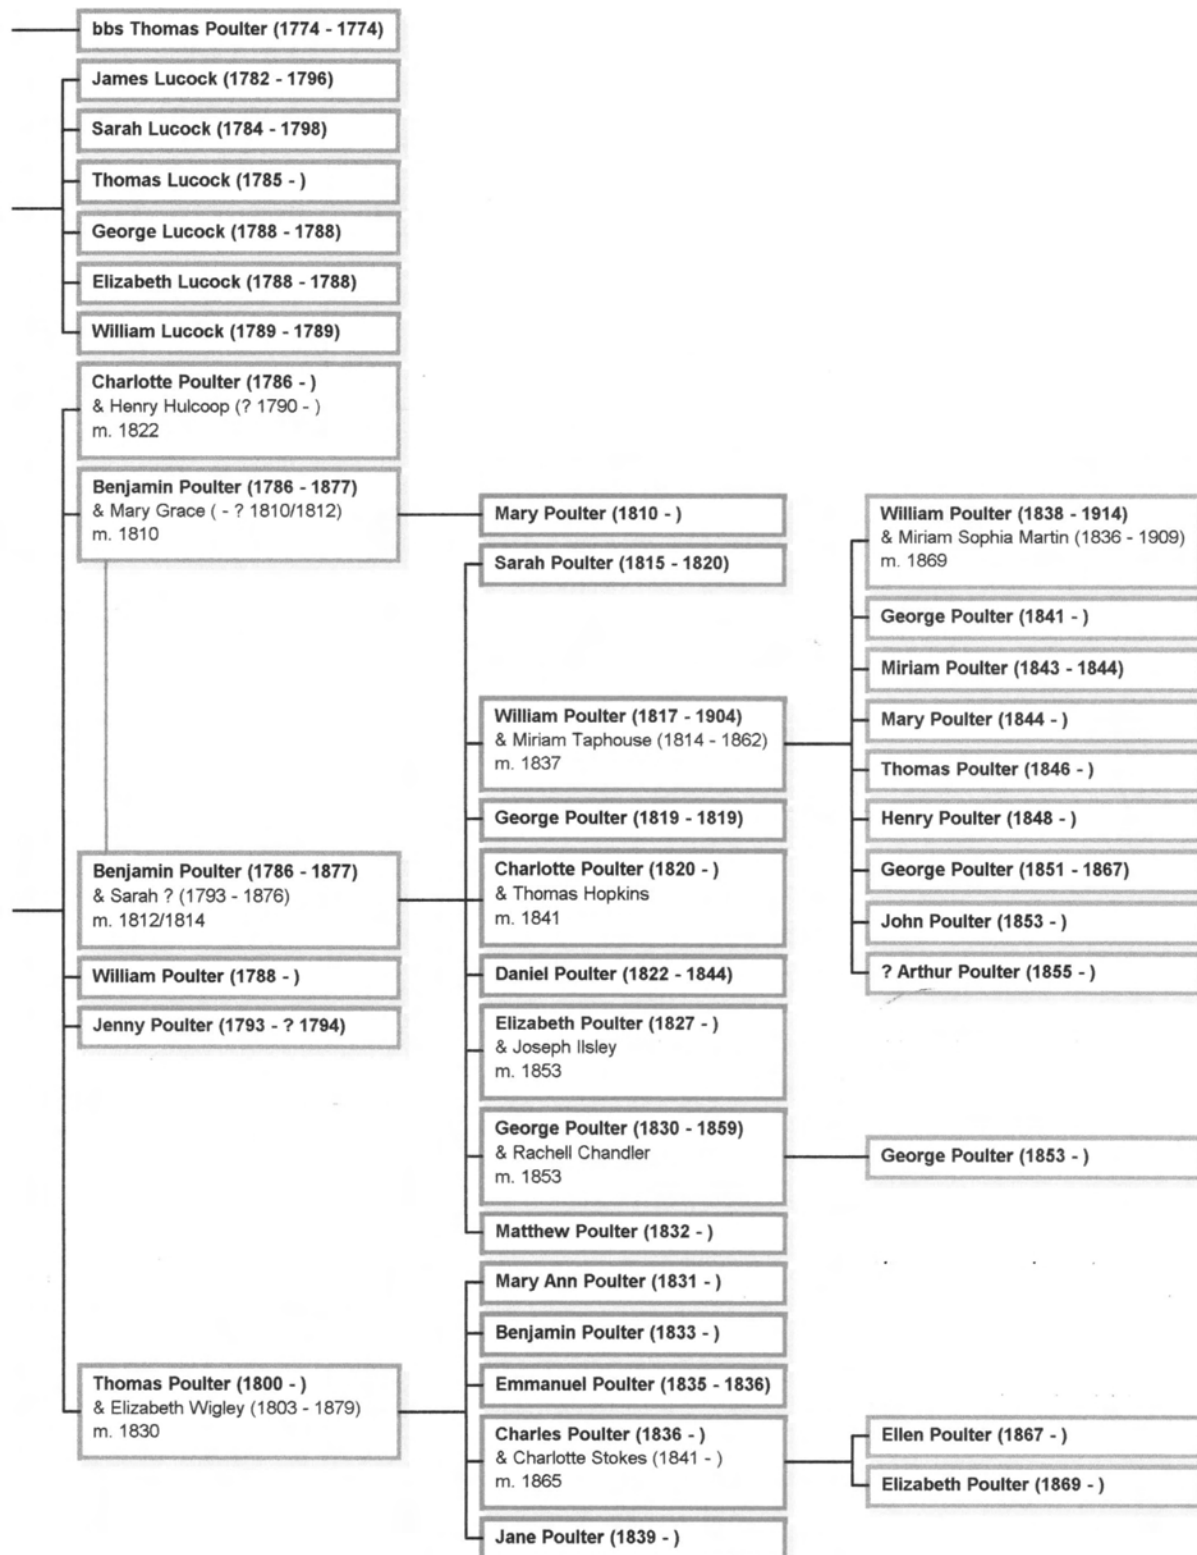 bbs Thomas Poulter (1774 - 1774)
James Lucock (1782 - 1796)
Sarah Lucock (1784 - 1798)
Thomas Lucock (1785 - )
George Lucock (1788 - 1788)
Elizabeth Lucock (1788 - 1788)
William Lucock (1789 - 1789)
Charlotte Poulter (1786 - )
& Henry Hulcoop (? 1790 - )
m. 1822
Benjamin Poulter (1786 - 1877)
& Mary Grace ( - ? 1810/1812)
m. 1810
Benjamin Poulter (1786 - 1877)
& Sarah ? (1793 - 1876)
m. 1812/1814
William Poulter (1788 - )
Jenny Poulter (1793 - ? 1794)
Thomas Poulter (1800 - )
& Elizabeth Wigley (1803 - 1879)
m. 1830
Mary Poulter (1810 - )
Sarah Poulter (1815 - 1820)
William Poulter (1817 - 1904)
& Miriam Taphouse (1814 - 1862)
m. 1837
George Poulter (1819 - 1819)
Charlotte Poulter (1820 - )
& Thomas Hopkins
m. 1841
Daniel Poulter (1822 - 1844)
Elizabeth Poulter (1827 - )
& Joseph Ilsley
m. 1853
George Poulter (1830 - 1859)
& Rachell Chandler
m. 1853
Matthew Poulter (1832 - )
Mary Ann Poulter (1831 - )
Benjamin Poulter (1833 - )
Emmanuel Poulter (1835 - 1836)
Charles Poulter (1836 - )
& Charlotte Stokes (1841 - )
m. 1865
Jane Poulter (1839 - )
William Poulter (1838 - 1914)
& Miriam Sophia Martin (1836 - 1909)
m. 1869
George Poulter (1841 - )
Miriam Poulter (1843 - 1844)
Mary Poulter (1844 - )
Thomas Poulter (1846 - )
Henry Poulter (1848 - )
George Poulter (1851 - 1867)
John Poulter (1853 - )
? Arthur Poulter (1855 - )
George Poulter (1853 - )
Ellen Poulter (1867 - )
Elizabeth Poulter (1869 - )